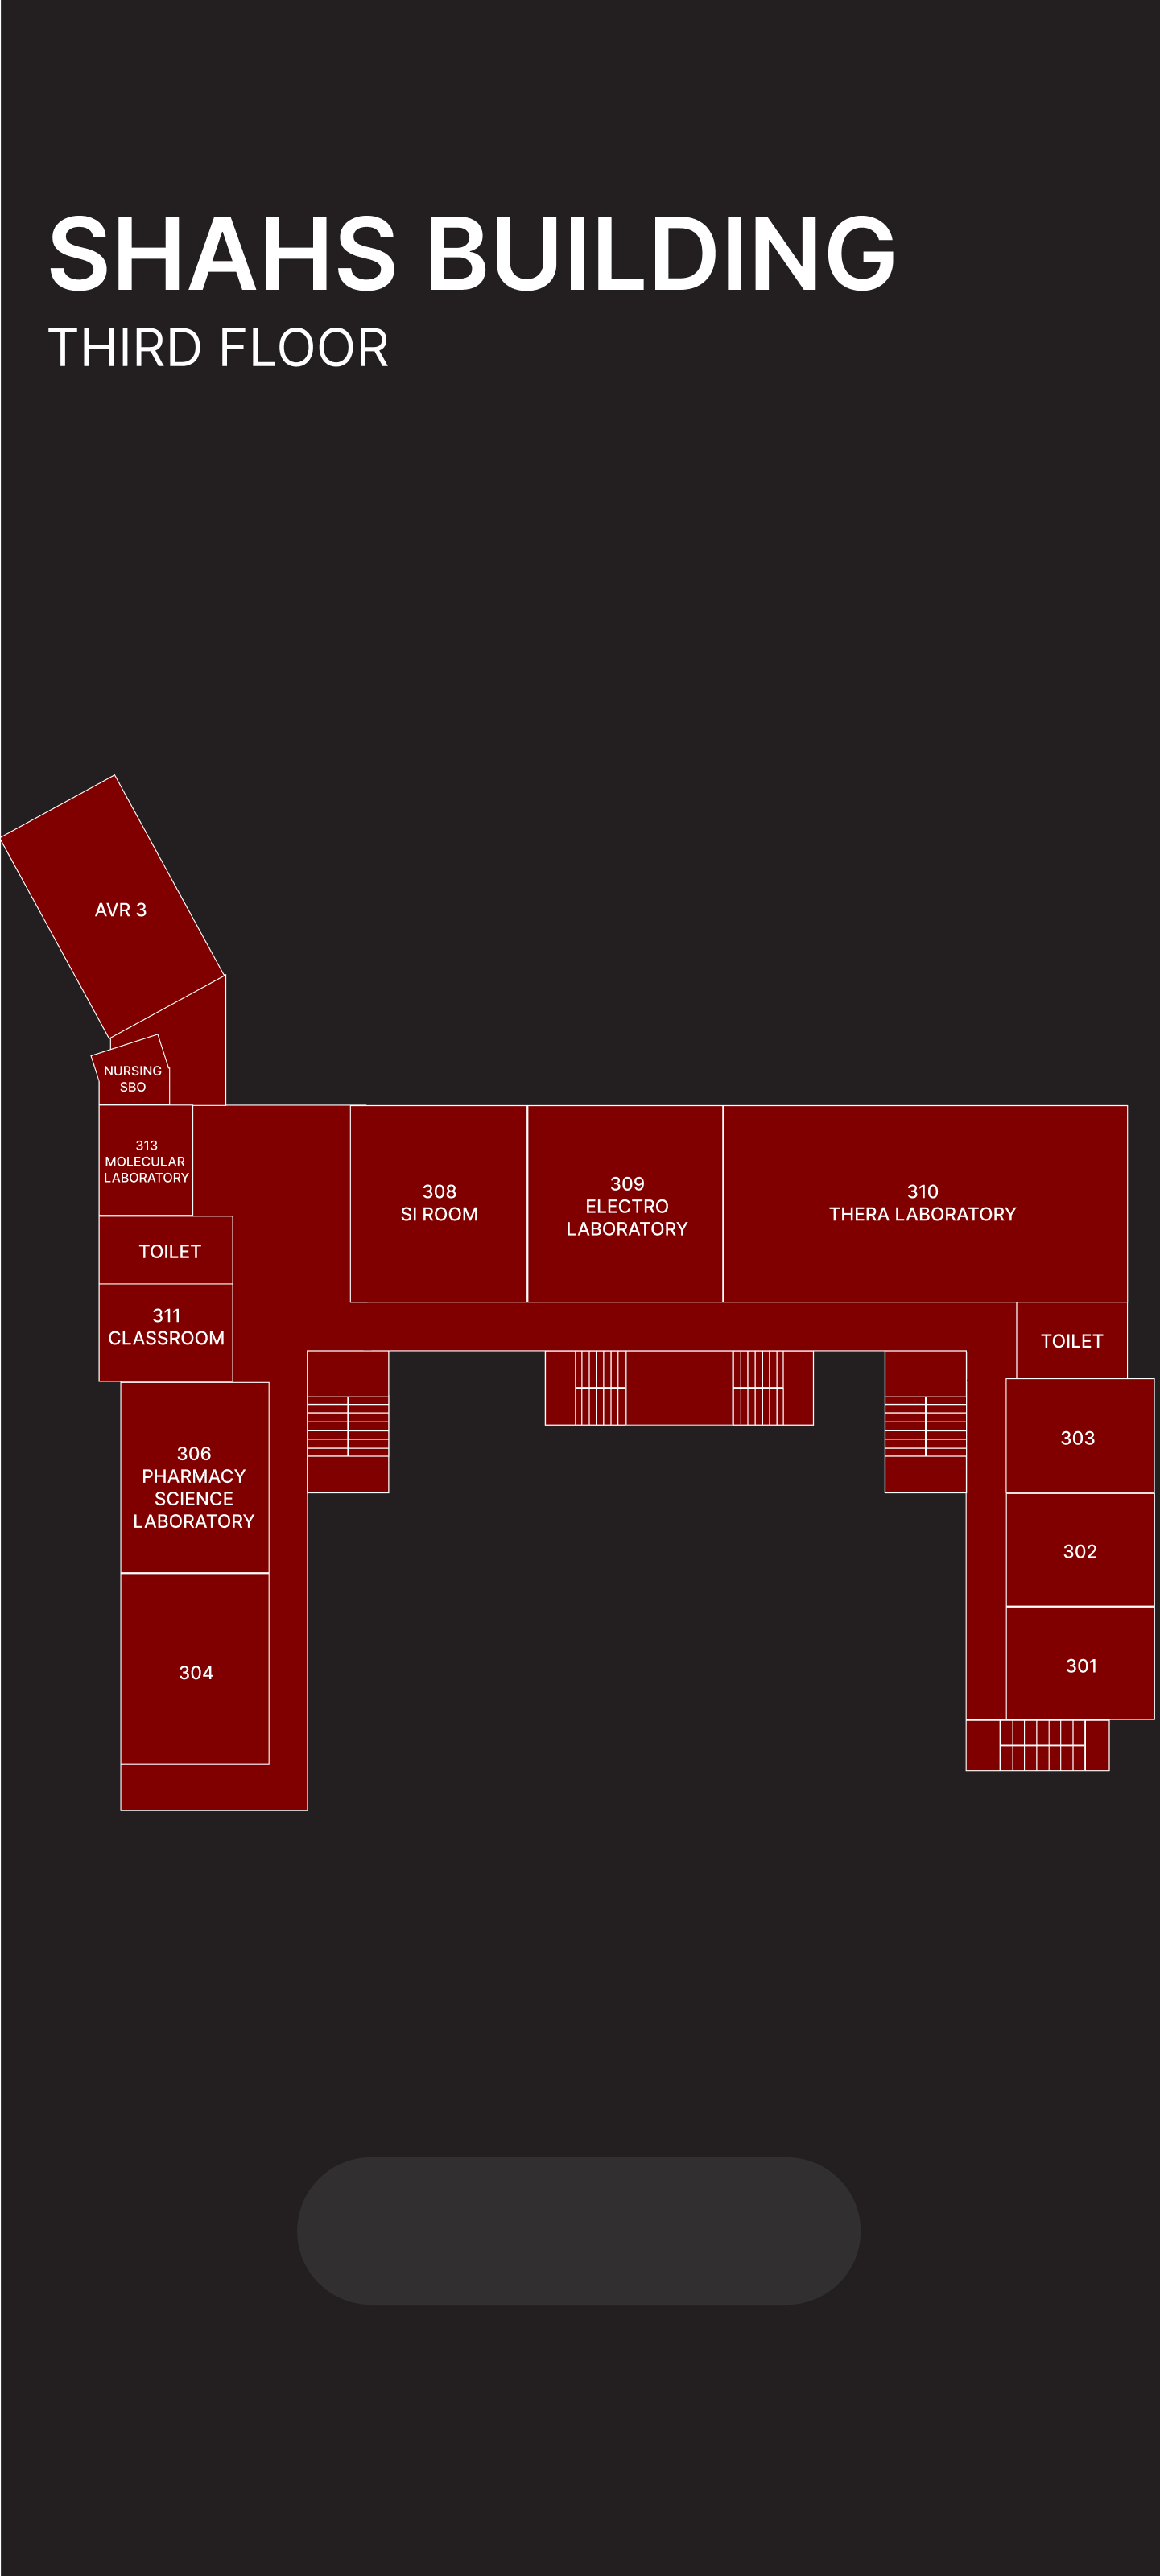 SHAHS BUILDING
THIRD FLOOR
AVR 3
NURSING
SBO
313
MOLECULAR
LABORATORY
308
SI ROOM
309
ELECTRO
LABORATORY
310
THERA LABORATORY
TOILET
311
CLASSROOM
TOILET
303
306
PHARMACY
SCIENCE
LABORATORY
302
304
301